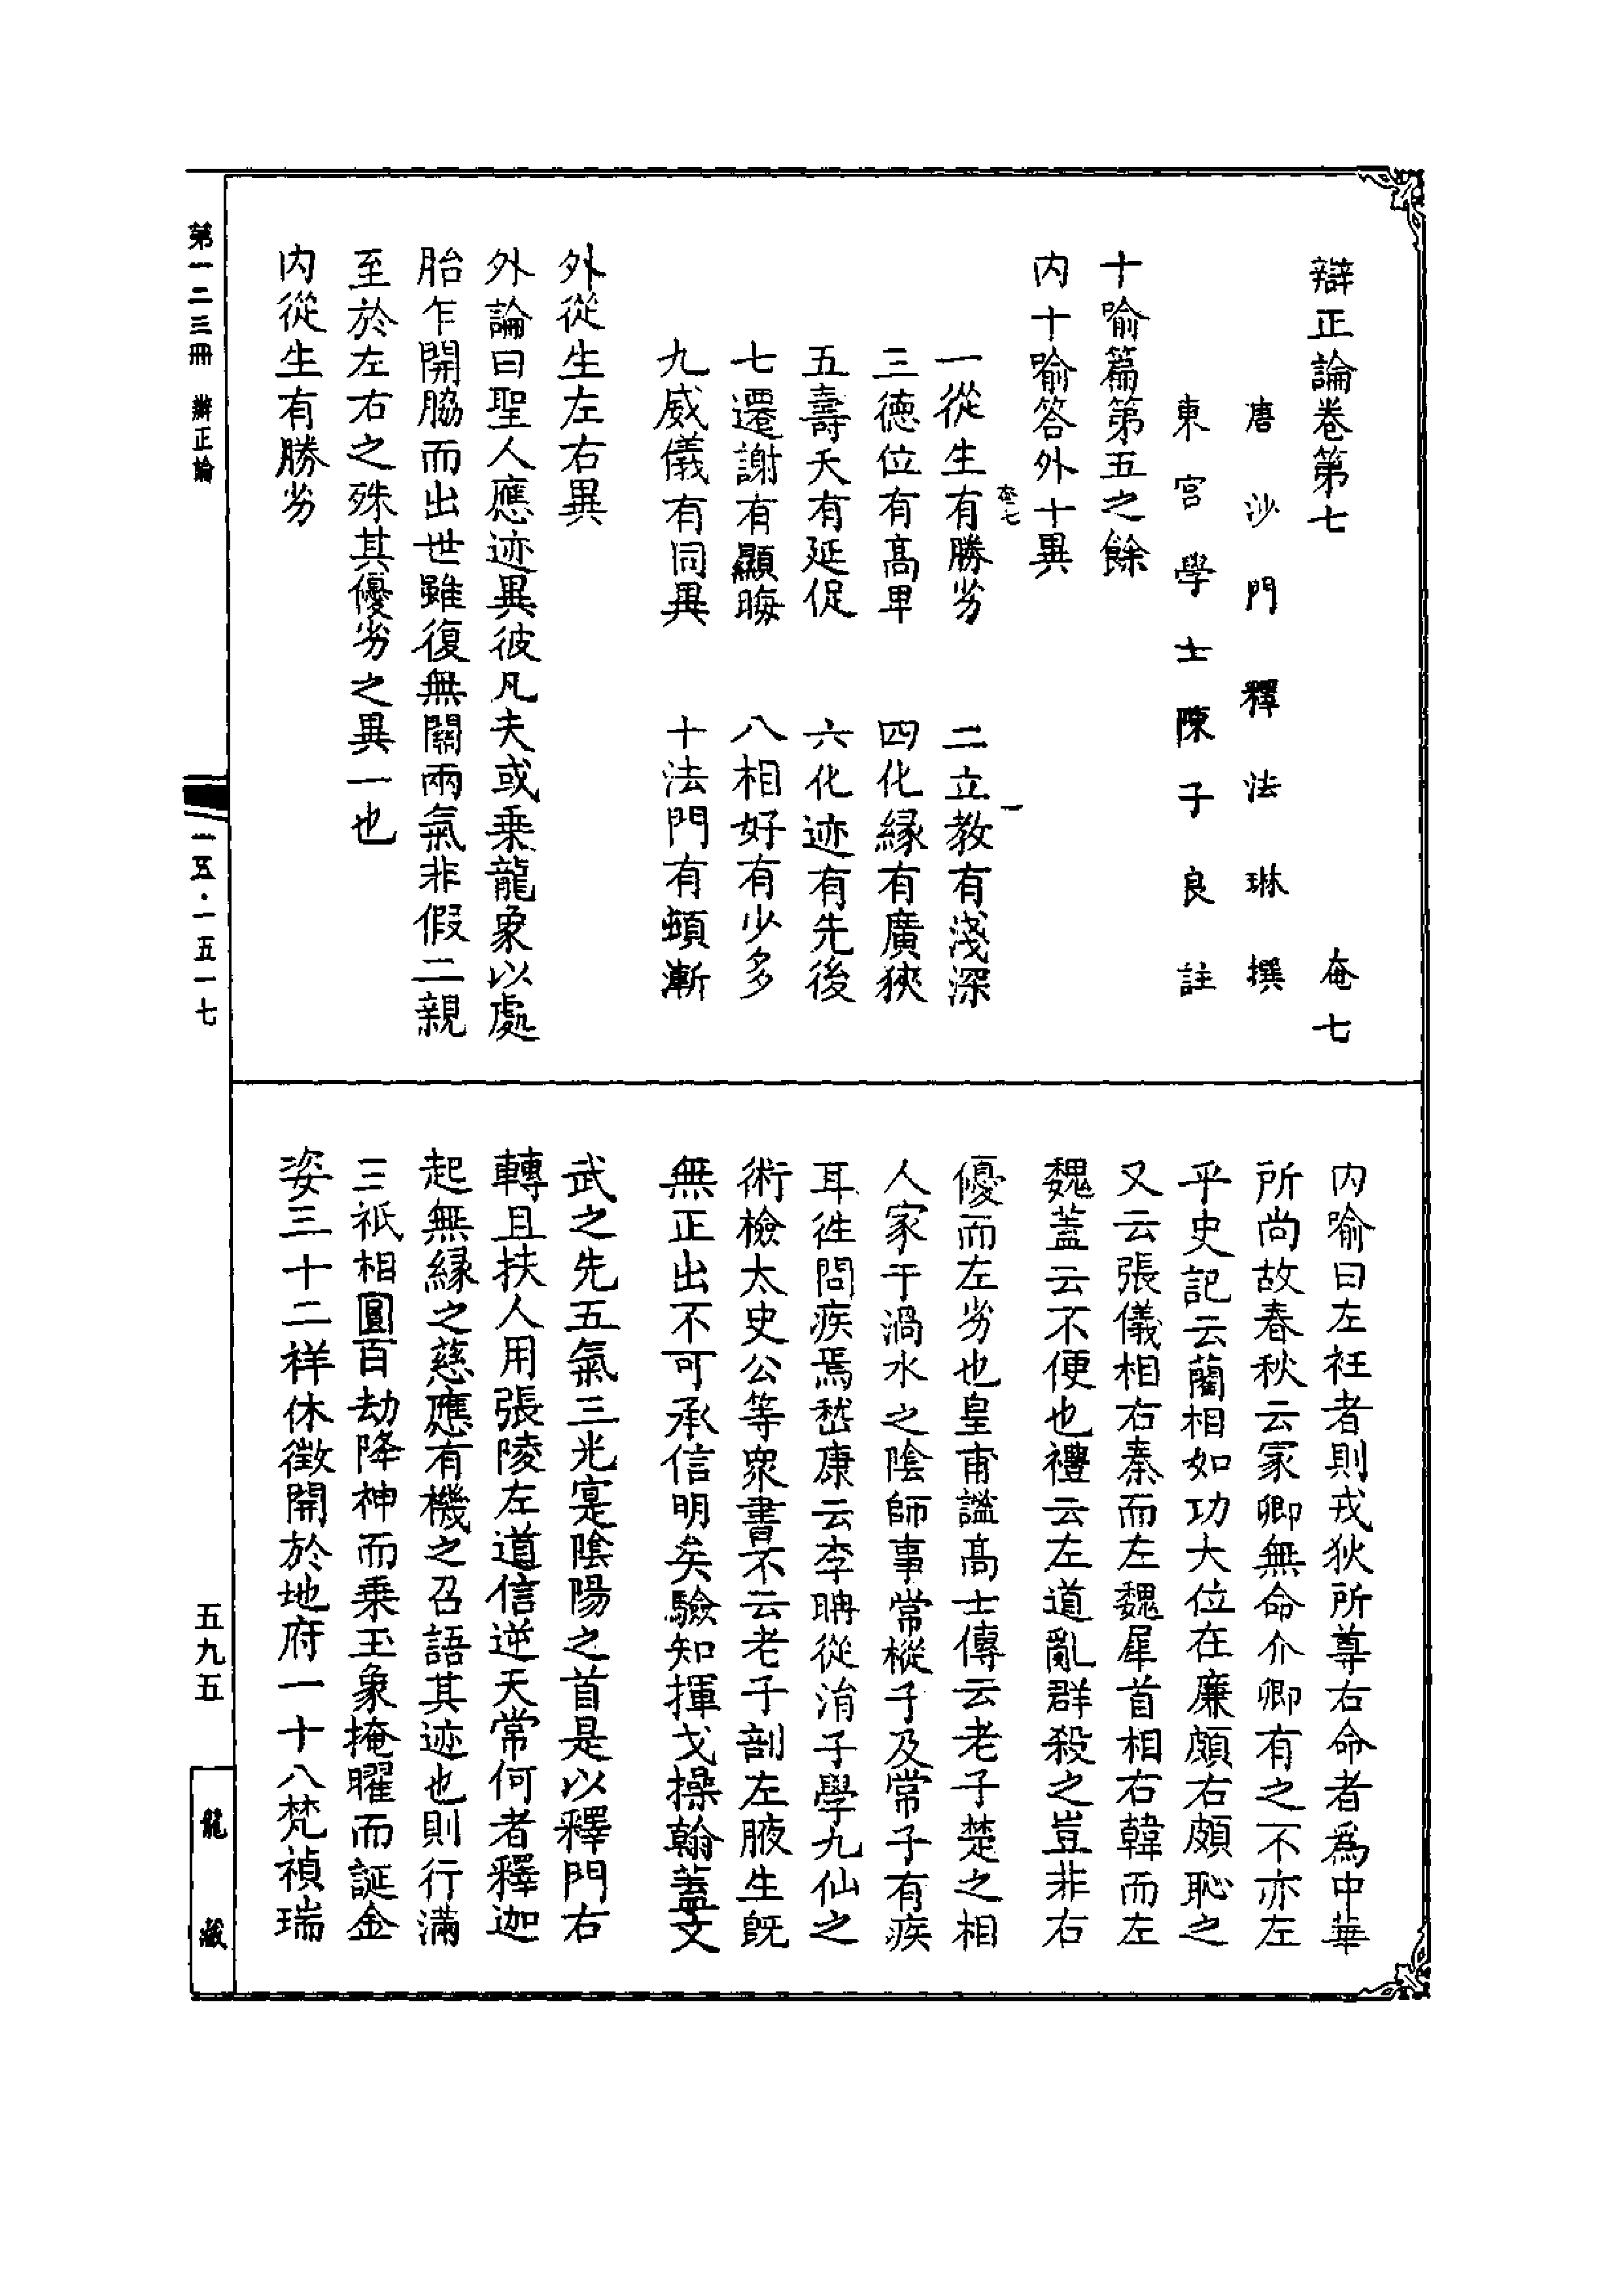 辯正論卷第七　奄七
唐沙門釋法琳撰
東宮學士陳子良註
十喻篇第五之餘
內十喻答外十異
奄七　一
一從生有勝劣　二立教有淺深
三德位有高卑　四化緣有廣狹
五壽夭有延促　六化迹有先後
七遷謝有顯晦　八相好有少多
九威儀有同異　十法門有頓漸
外從生左右異
外論曰聖人應迹異彼凡夫或乗龍象以處
胎乍開脇而出世雖復無關兩氣非假二親
至於左右之殊其優劣之異一也
內從生有勝劣
內喻曰左衽者則戎狄所尊右命者爲中華
所尚故春秋云冢卿無命介卿有之不亦左
乎史記云藺相如功大位在廉頗右頗恥之
又云張儀相右秦而左魏犀首相右韓而左
魏蓋云不便也禮云左道亂群殺之豈非右
優而左劣也皇甫謐高士傳云老子楚之相
人家于渦水之陰師事常樅子及常子有疾
耳徃問疾焉嵇康云李聃從涓子學九仙之
術檢太史公等衆書不云老子剖左腋生旣
無正出不可承信明矣驗知揮戈操翰蓋文
武之先五氣三光寔陰陽之首是以釋門右
轉且扶人用張陵左道信逆天常何者釋迦
起無緣之慈應有機之召語其迹也則行滿
三祇相圓百劫降神而乗玉象掩曜而誕金
姿三十二祥休徵開於地府一十八梵禎瑞
第一二三冊　辯正論
一五·一五一七
五九五
龍藏